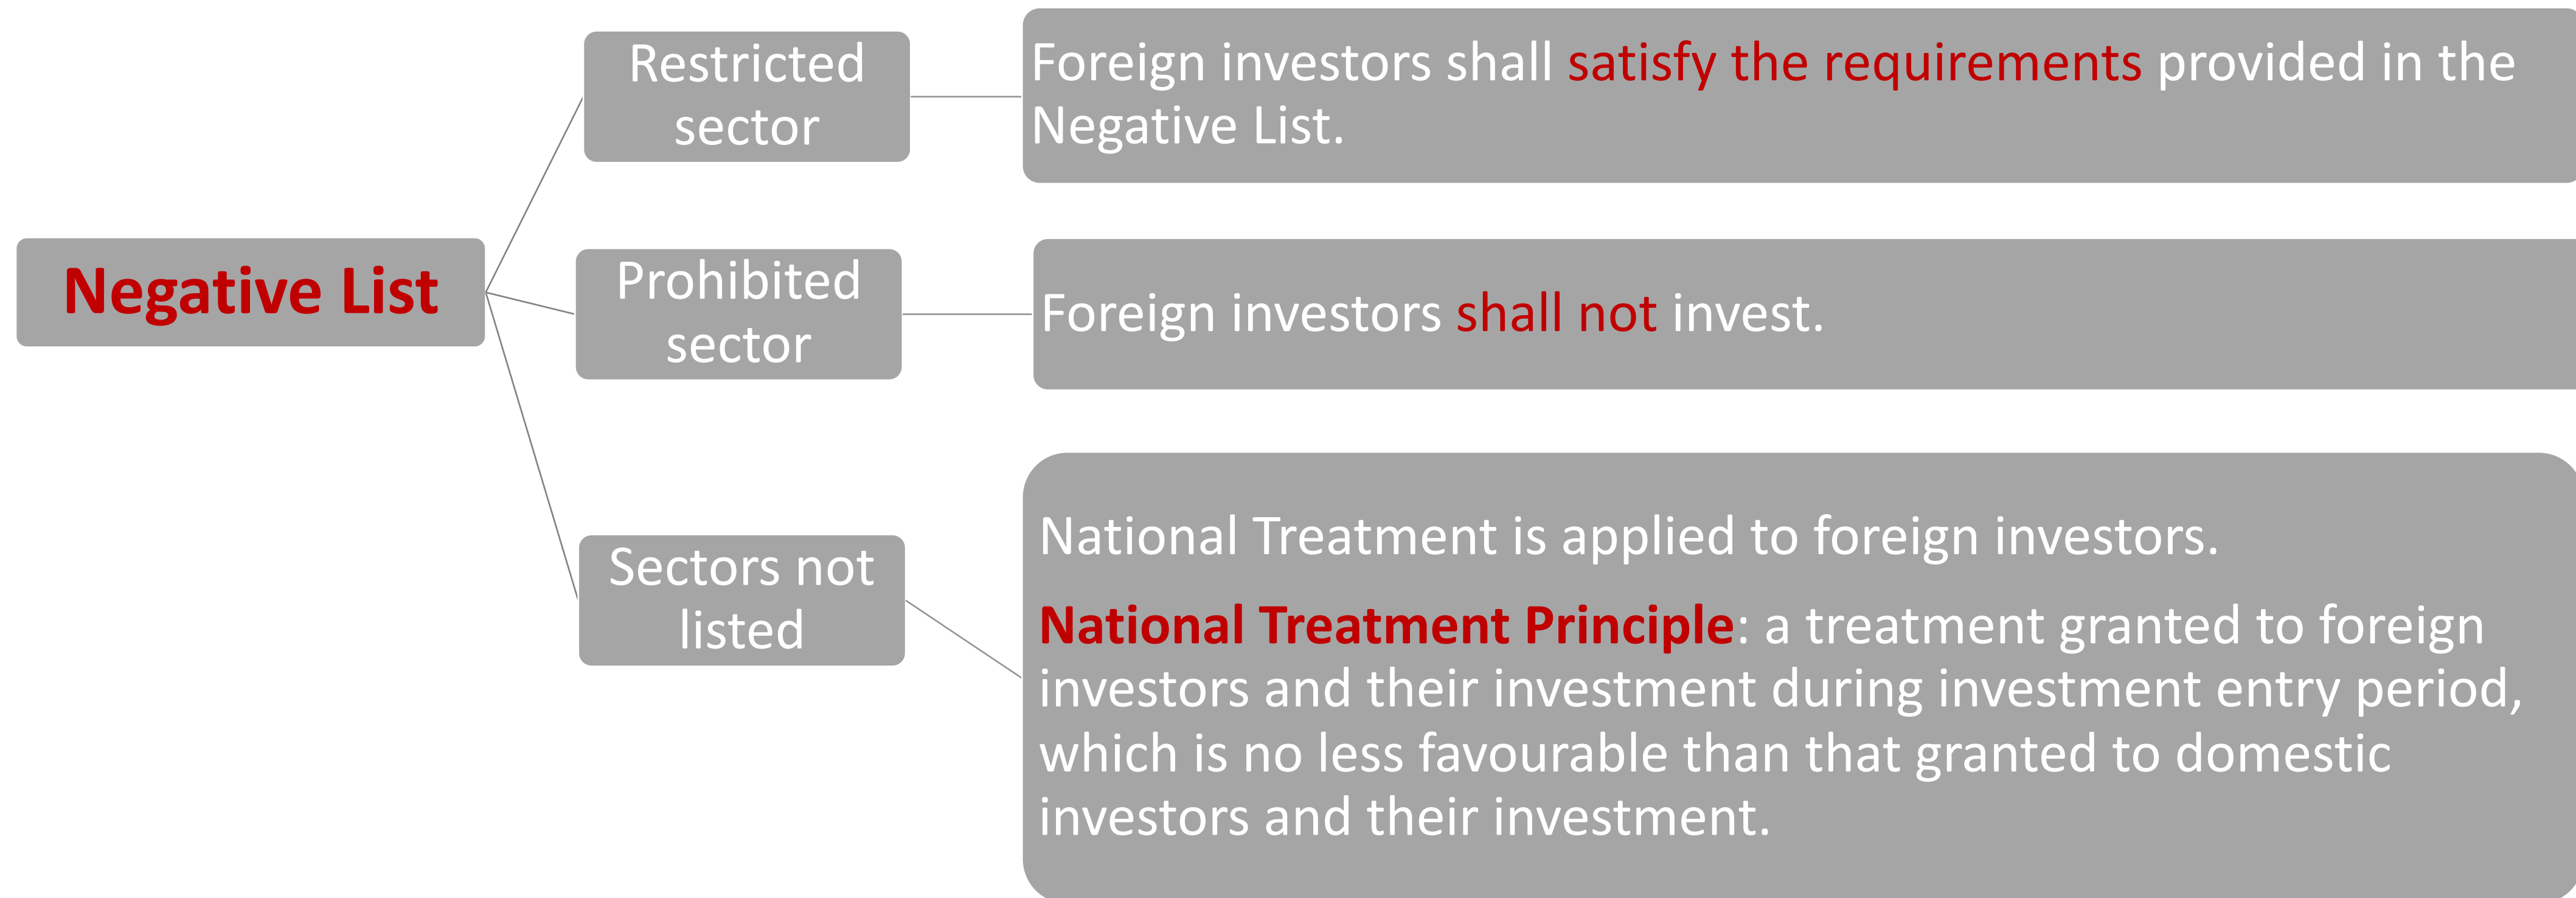 Negative List
Restricted
sector
Foreign investors shall satisfy the requirements provided in the
Negative List.
Prohibited
sector
Foreign investors shall not invest.
Sectors not
listed
National Treatment is applied to foreign investors.
National Treatment Principle: a treatment granted to foreign
investors and their investment during investment entry period,
which is no less favourable than that granted to domestic
investors and their investment.